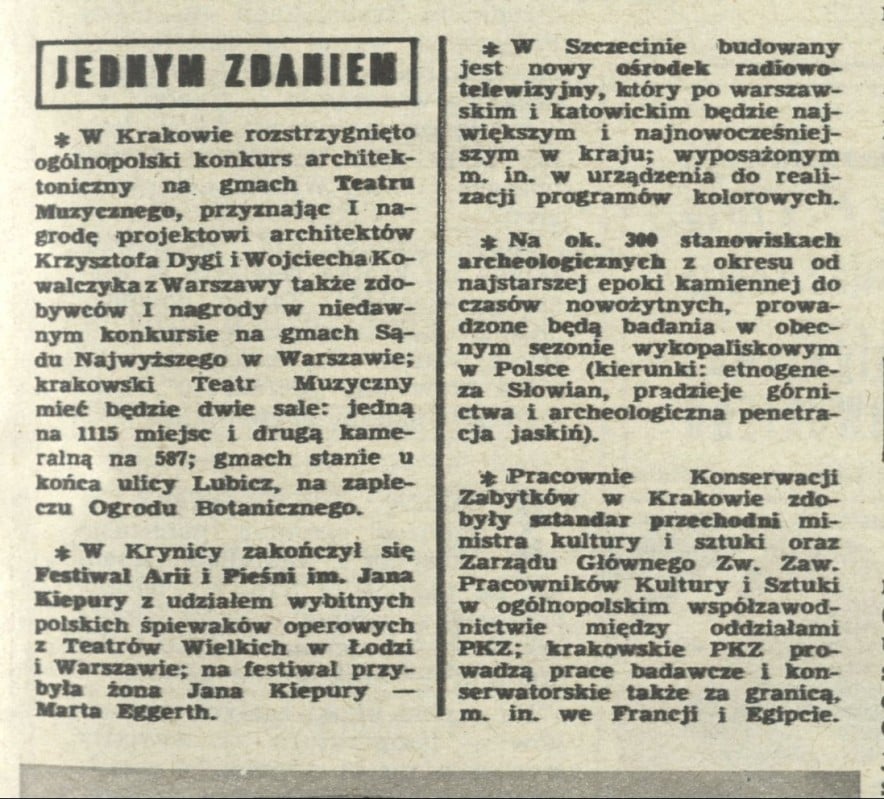 JEDNYM ZDANIEM
* W Krakowie rozstrzygnięto
ogólnopolski konkurs architek-
toniczny na gmach Teatru
Muzycznego, przyznając I na-
grodę projektowi architektów
Krzysztofa Dygi i Wojciecha Ko-
walczyka z Warszawy także zdo-
bywców I nagrody w niedaw-
nym konkursie na gmach Są-
du Najwyższego w Warszawie;
krakowski Teatr Muzyczny
mieć będzie dwie sale: jedną
na 1115 miejsc i drugą kame-
ralną na 587; gmach stanie u
końca ulicy Lubicz, na zaple-
czu Ogrodu Botanicznego.
* W Krynicy zakończył się
Festiwal Arii i Pieśni im. Jana
Kiepury z udziałem wybitnych
polskich śpiewaków operowych
z Teatrów Wielkich w Łodzi
i Warszawie; na festiwal przy-
była żona Jana Kiepury —
Marta Eggerth.
* W Szczecinie budowany
jest nowy ośrodek radiowo-
telewizyjny, który po warszaw-
skim i katowickim będzie naj-
większym i najnowocześniej-
szym w kraju; wyposażonym
m. in. w urządzenia do reali-
zacji programów kolorowych.
* Na ok. 300 stanowiskach
archeologicznych z okresu od
najstarszej epoki kamiennej do
czasów nowożytnych, prowa-
dzone będą badania w obec-
nym sezonie wykopaliskowym
w Polsce (kierunki: etnogene-
za Słowian, pradzieje górni-
ctwa i archeologiczna penetra-
cja jaskiń).
* Pracownie Konserwacji
Zabytków w Krakowie zdo-
były sztandar przechodni mi-
nistra kultury i sztuki oraz
Zarządu Głównego Zw. Zaw.
Pracowników Kultury i Sztuki
w ogólnopolskim współzawod-
nictwie między oddziałami
PKZ; krakowskie PKZ pro-
wadzą prace badawcze i kon-
serwatorskie także za granicą,
m. in. we Francji i Egipcie.